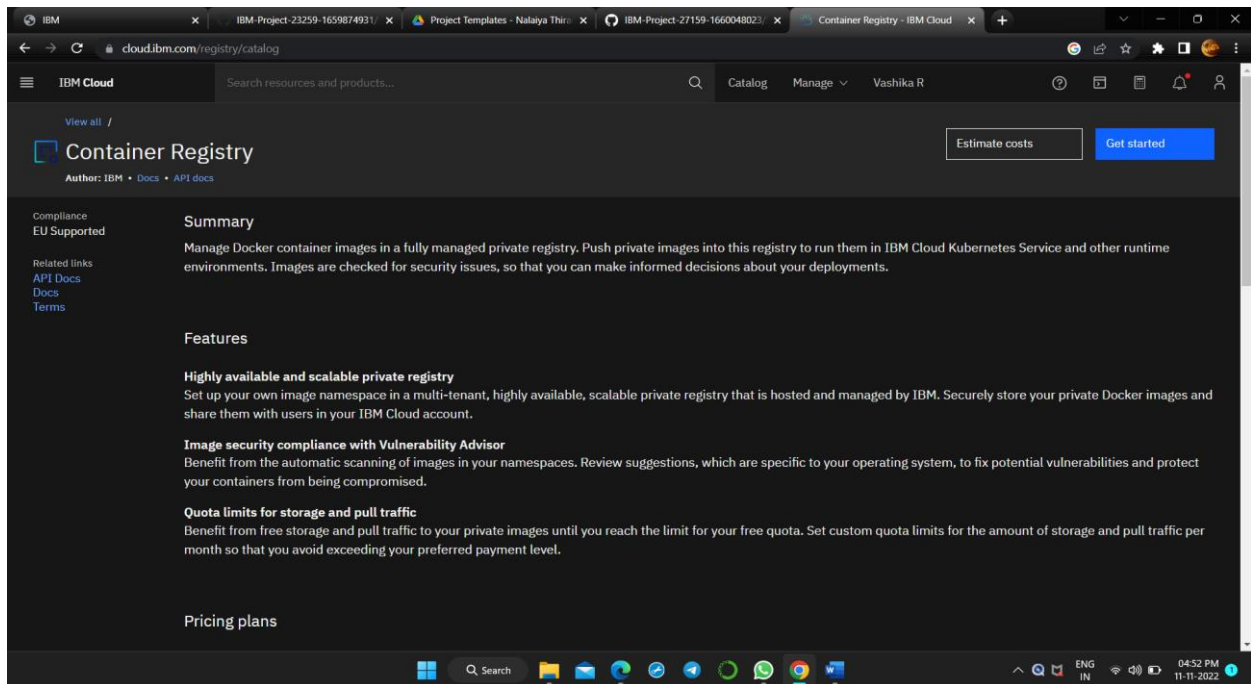 IBM
IBM-Project-23259-1659874931/
Project Templates - Nalaiya Thira
IBM-Project-27159-1660048023/
Container Registry - IBM Cloud
cloud.ibm.com/registry/catalog
IBM Cloud
Search resources and products...
Catalog
Manage
Vashika R
View all /
Container Registry
Author: IBM • Docs • API docs
Estimate costs
Get started
Compliance
EU Supported
Related links
API Docs
Docs
Terms
Summary
Manage Docker container images in a fully managed private registry. Push private images into this registry to run them in IBM Cloud Kubernetes Service and other runtime
environments. Images are checked for security issues, so that you can make informed decisions about your deployments.
Features
Highly available and scalable private registry
Set up your own image namespace in a multi-tenant, highly available, scalable private registry that is hosted and managed by IBM. Securely store your private Docker images and
share them with users in your IBM Cloud account.
Image security compliance with Vulnerability Advisor
Benefit from the automatic scanning of images in your namespaces. Review suggestions, which are specific to your operating system, to fix potential vulnerabilities and protect
your containers from being compromised.
Quota limits for storage and pull traffic
Benefit from free storage and pull traffic to your private images until you reach the limit for your free quota. Set custom quota limits for the amount of storage and pull traffic per
month so that you avoid exceeding your preferred payment level.
Pricing plans
Search
ENG
IN
04:52 PM
11-11-2022
1